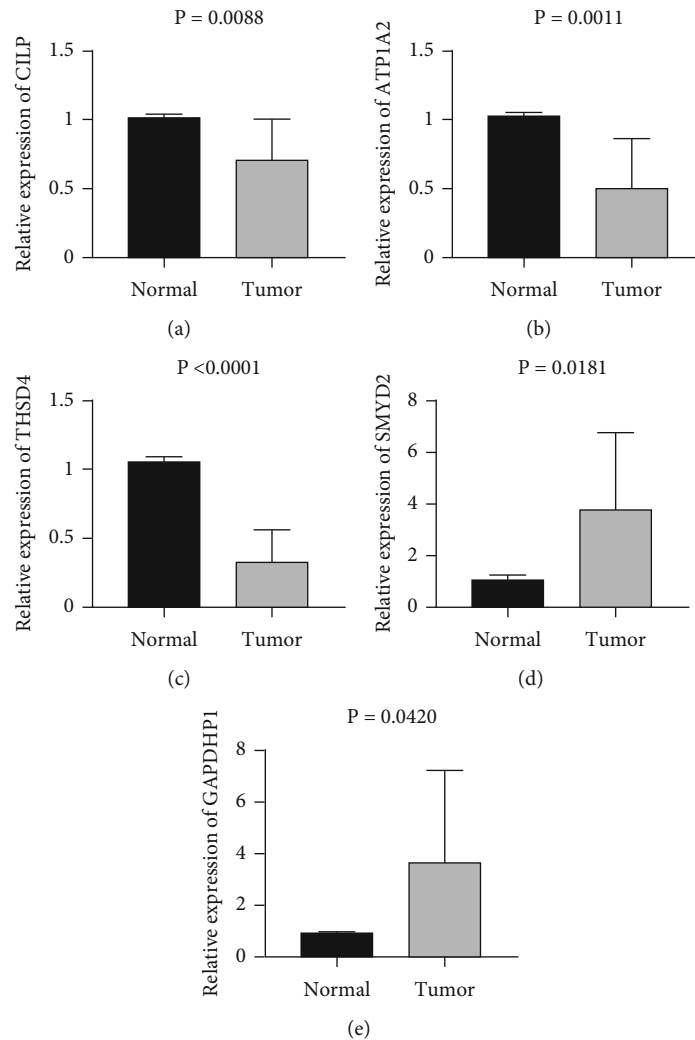 P = 0.0088
Relative expression of CILP
1.5
1
0.5
0
Normal
Tumor
(a)
P = 0.0011
Relative expression of ATP1A2
1.5
1
0.5
0
Normal
Tumor
(b)
P <0.0001
Relative expression of THSD4
1.5
1
0.5
0
Normal
Tumor
(c)
P = 0.0181
Relative expression of SMYD2
8
6
4
2
0
Normal
Tumor
(d)
P = 0.0420
Relative expression of GAPDHP1
8
6
4
2
0
Normal
Tumor
(e)